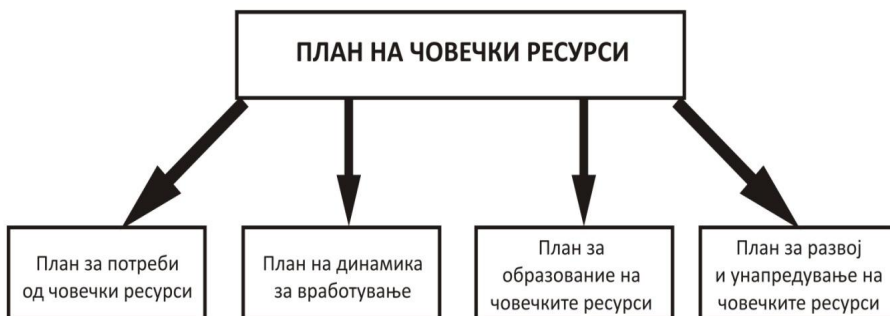 ПЛАН НА ЧОВЕЧКИ РЕСУРСИ
План за потреби
од човечки ресурси
План на динамика
за вработување
План за
образование на
човечките ресурси
План за развој
и унапредување на
човечките ресурси